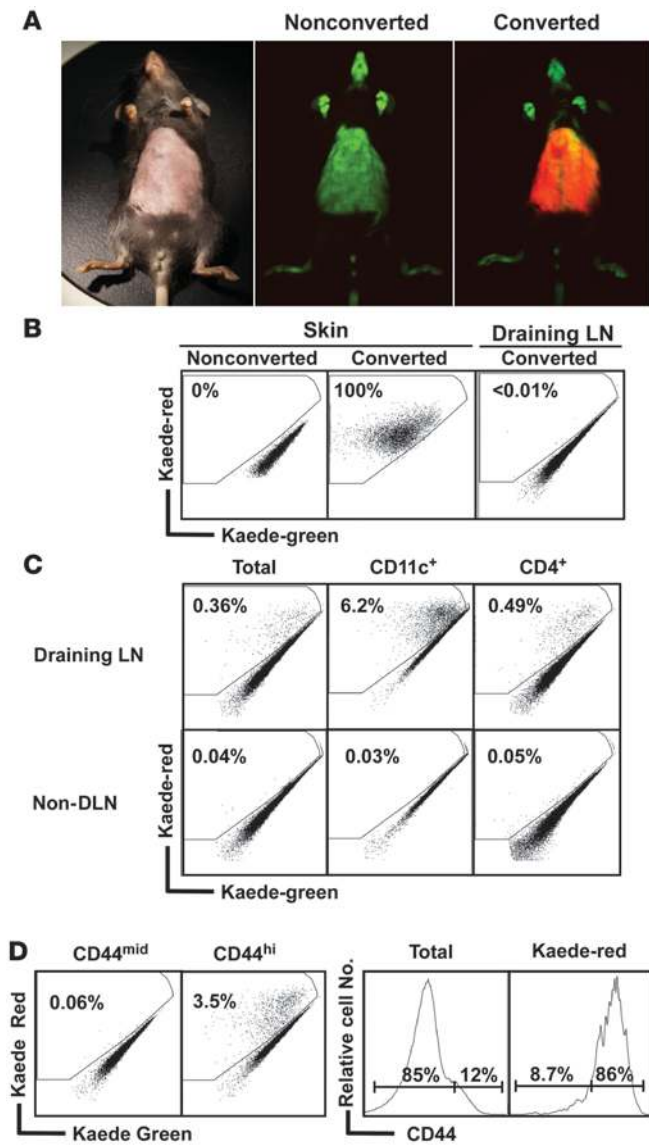 A
Nonconverted
Converted
B
Skin
Draining LN
Nonconverted
Converted
Converted
0%
100%
<0.01%
Kaede-red
Kaede-green
C
Total
CD11c+
CD4+
Draining LN
0.36%
6.2%
0.49%
Non-DLN
0.04%
0.03%
0.05%
Kaede-red
Kaede-green
D
CD44mid
CD44hi
Total
Kaede-red
0.06%
3.5%
85%
12%
8.7%
86%
Kaede Red
Kaede Green
Relative cell No.
CD44